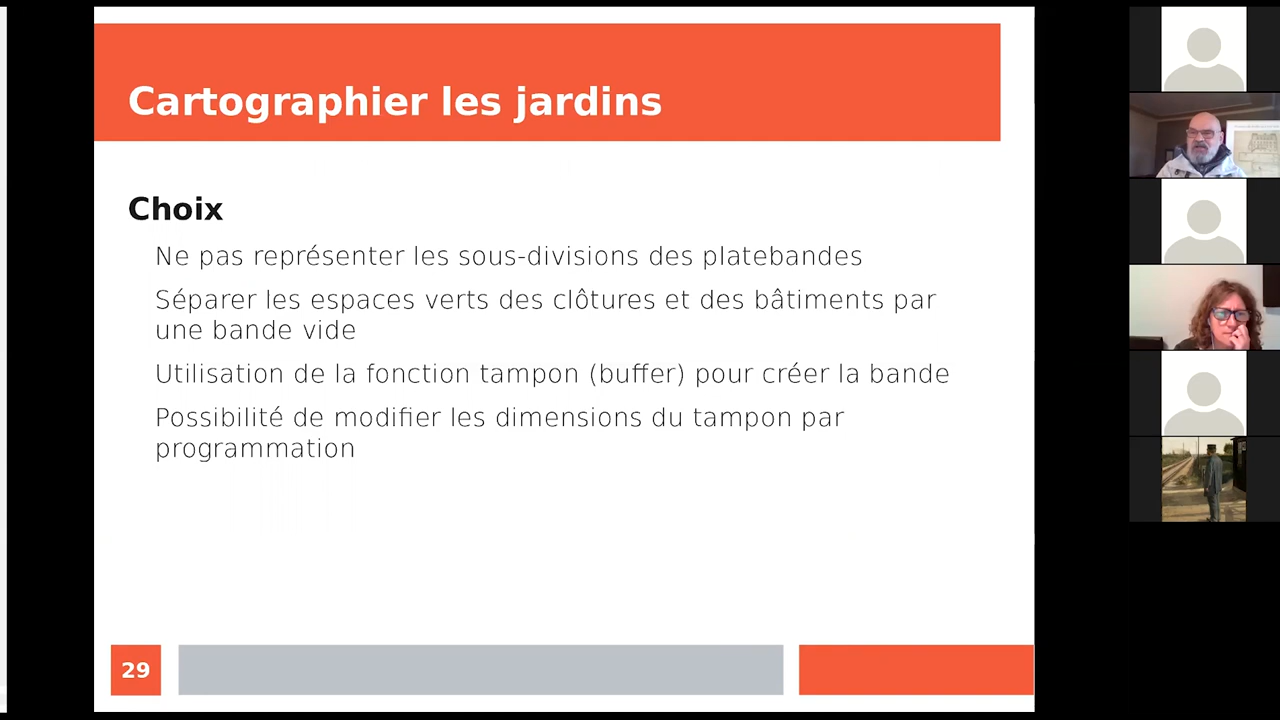 Cartographier les jardins
Choix
Ne pas représenter les sous-divisions des platebandes
Séparer les espaces verts des clôtures et des bâtiments par
une bande vide
Utilisation de la fonction tampon (buffer) pour créer la bande
Possibilité de modifier les dimensions du tampon par
programmation
29